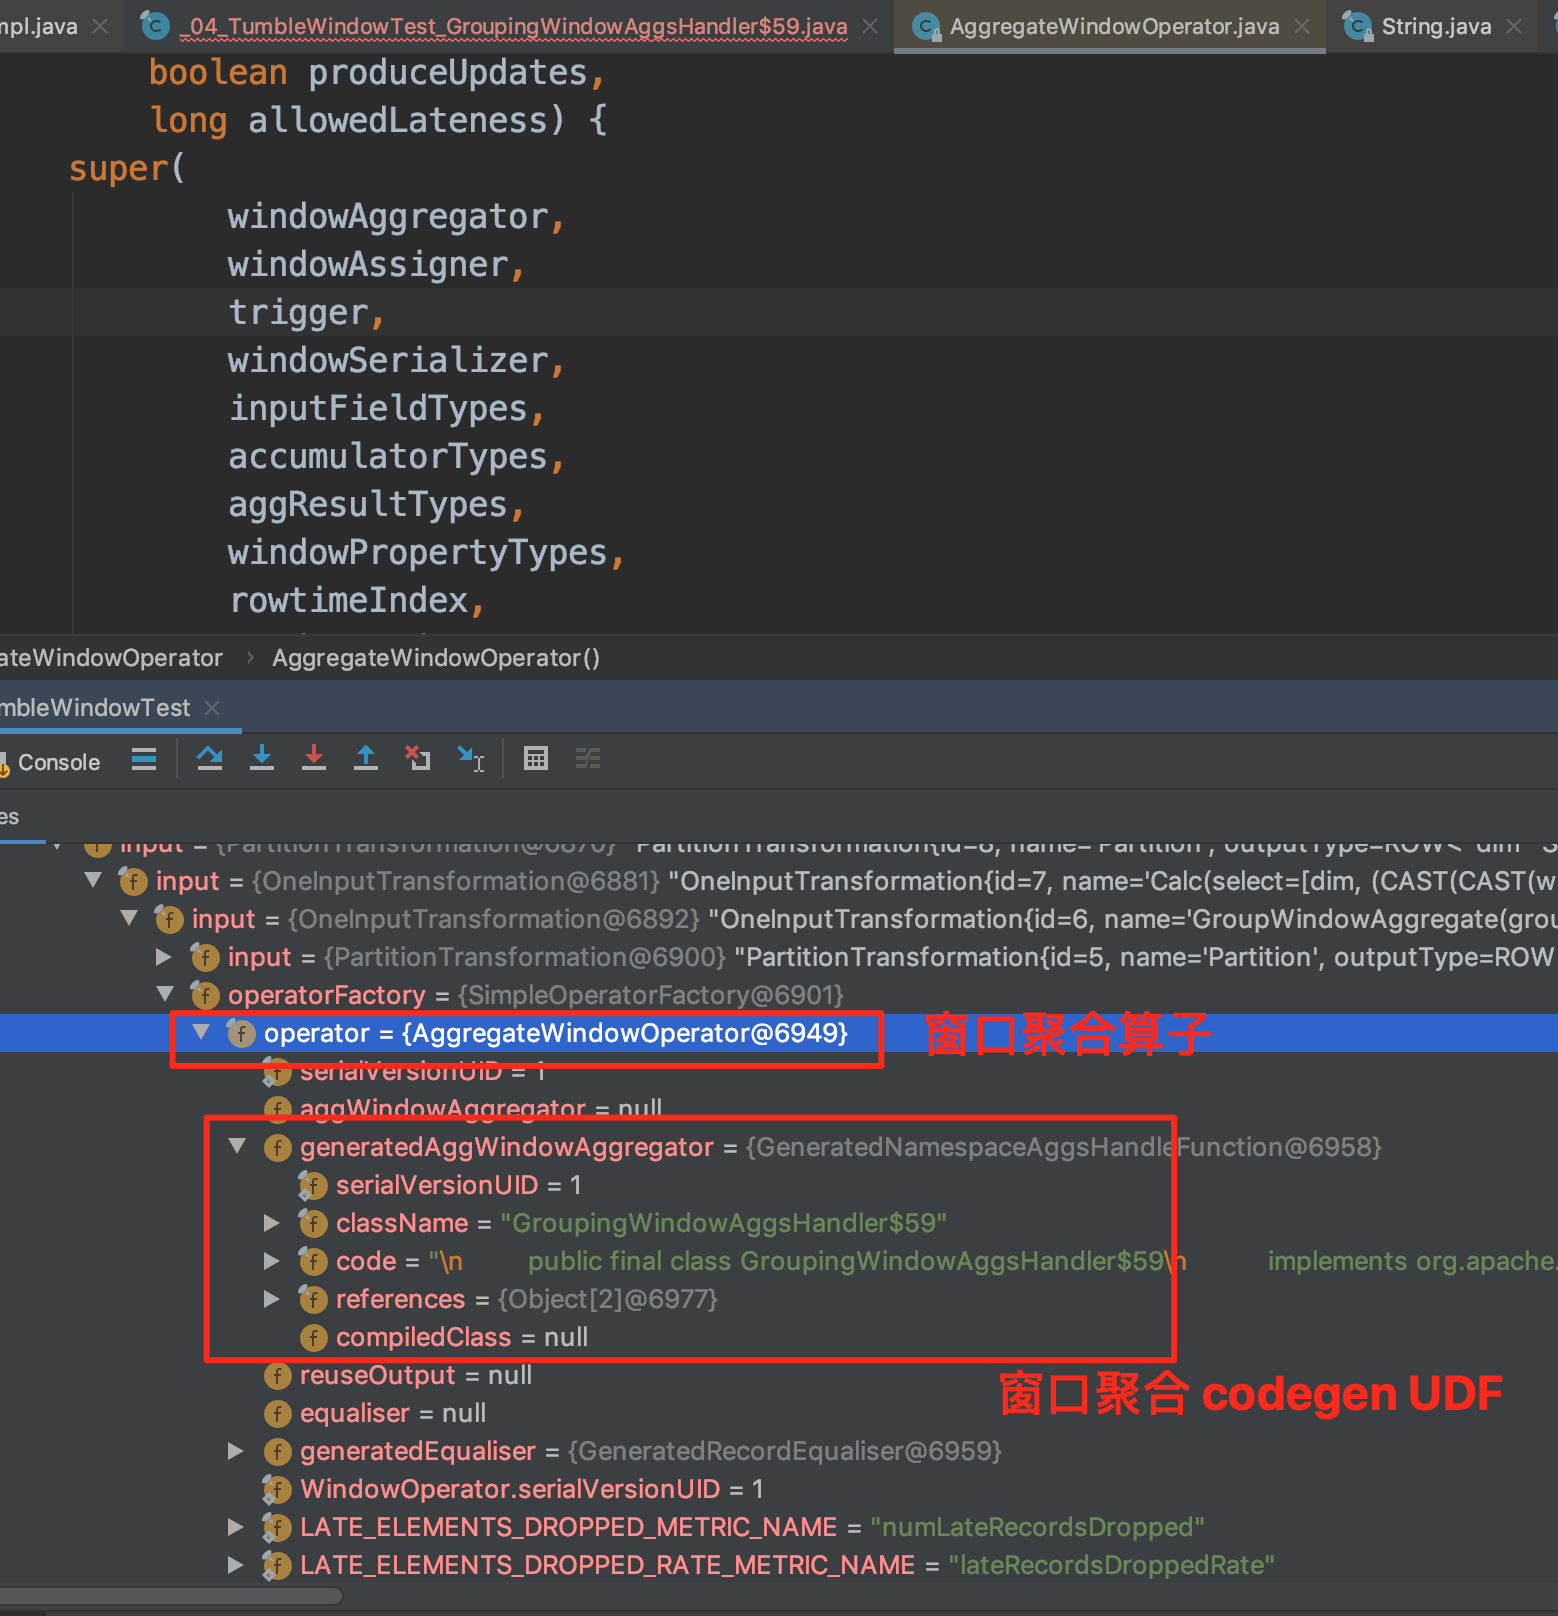 mpl.java
_04_TumbleWindowTest_GroupingWindowAggsHandler$59.java
AggregateWindowOperator.java
String.java
boolean produceUpdates,
long allowedLateness) {
super(
windowAggregator,
windowAssigner,
trigger,
windowSerializer,
inputFieldTypes,
accumulatorTypes,
aggResultTypes,
windowPropertyTypes,
rowtimeIndex,
ateWindowOperator › AggregateWindowOperator()
mbleWindowTest
Console
es
input = {PartitionTransformation@6870} "PartitionTransformation{id=8, name='Partition', outputType=ROW<`dim` S
input = {OneInputTransformation@6881} "OneInputTransformation{id=7, name='Calc(select=[dim, (CAST(CAST(w
input = {OneInputTransformation@6892} "OneInputTransformation{id=6, name='GroupWindowAggregate(grou
input = {PartitionTransformation@6900} "PartitionTransformation{id=5, name='Partition', outputType=ROW
operatorFactory = {SimpleOperatorFactory@6901}
operator = {AggregateWindowOperator@6949} 窗口聚合算子
serialVersionUID = 1
aggWindowAggregator = null
generatedAggWindowAggregator = {GeneratedNamespaceAggsHandleFunction@6958}
serialVersionUID = 1
className = "GroupingWindowAggsHandler$59"
code = "\n public final class GroupingWindowAggsHandler$59\n implements org.apache.
references = {Object[2]@6977}
compiledClass = null
reuseOutput = null
窗口聚合 codegen UDF
equaliser = null
generatedEqualiser = {GeneratedRecordEqualiser@6959}
WindowOperator.serialVersionUID = 1
LATE_ELEMENTS_DROPPED_METRIC_NAME = "numLateRecordsDropped"
LATE_ELEMENTS_DROPPED_RATE_METRIC_NAME = "lateRecordsDroppedRate"